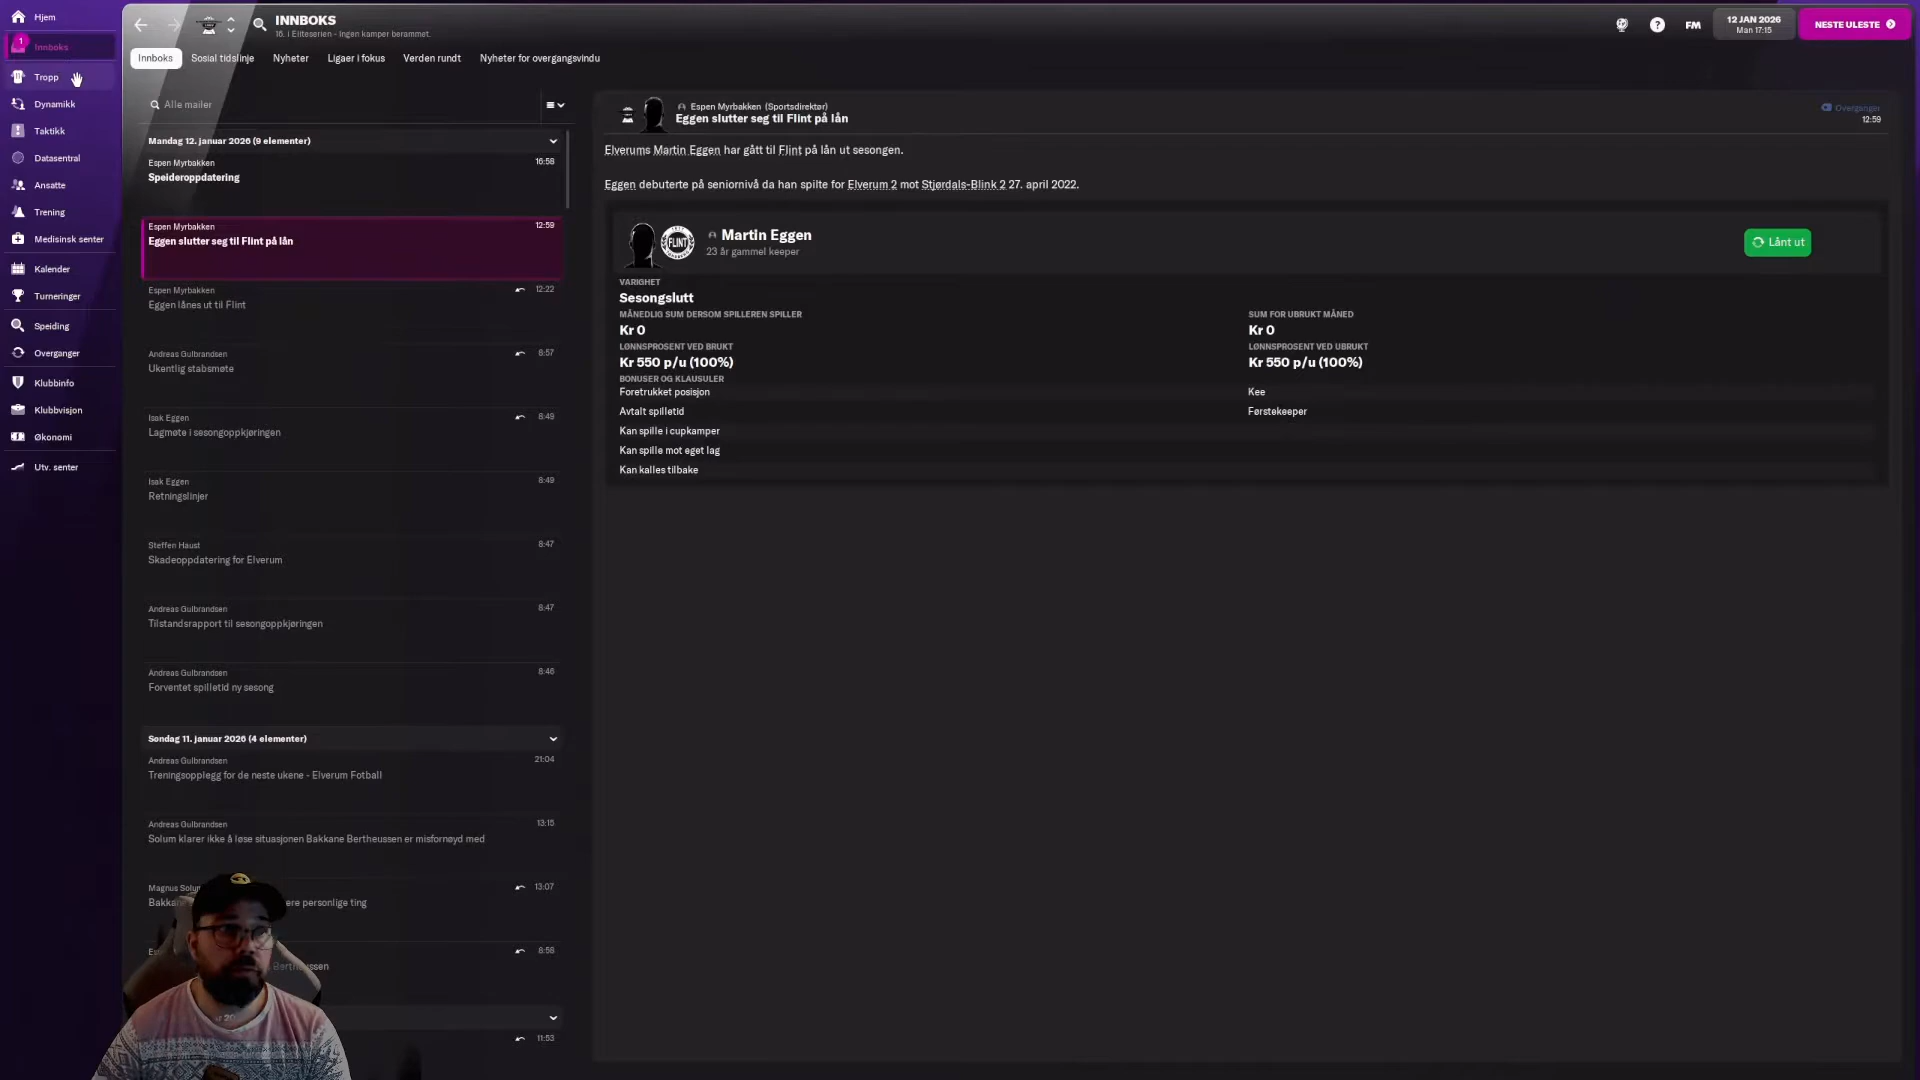 Hjem
1
Innboks
Tropp
Dynamikk
Taktikk
Datasentral
Ansatte
Trening
Medisinsk senter
Kalender
Turneringer
Speiding
Overganger
Klubbinfo
Klubbvisjon
Økonomi
Utv. senter
INNBOKS
16. i Eliteserien - Ingen kamper berammet.
FM
12 JAN 2026
Man 17:15
NESTE ULESTE
Innboks
Sosial tidslinje
Nyheter
Ligaer i fokus
Verden rundt
Nyheter for overgangsvindu
Alle mailer
Mandag 12. januar 2026 (9 elementer)
Espen Myrbakken 16:58
Speideroppdatering
Espen Myrbakken 12:59
Eggen slutter seg til Flint på lån
Espen Myrbakken 12:22
Eggen lånes ut til Flint
Andreas Gulbrandsen 8:57
Ukentlig stabsmøte
Isak Eggen 8:49
Lagmøte i sesongoppkjøringen
Isak Eggen 8:49
Retningslinjer
Steffen Haust 8:47
Skadeoppdatering for Elverum
Andreas Gulbrandsen 8:47
Tilstandsrapport til sesongoppkjøringen
Andreas Gulbrandsen 8:46
Forventet spilletid ny sesong
Søndag 11. januar 2026 (4 elementer)
Andreas Gulbrandsen 21:04
Treningsopplegg for de neste ukene - Elverum Fotball
Andreas Gulbrandsen 13:15
Solum klarer ikke å løse situasjonen Bakkane Bertheussen er misfornøyd med
Magnus Solum 13:07
personlige ting
8:58
Bertheussen
11:53
Espen Myrbakken (Sportsdirektør)
Eggen slutter seg til Flint på lån
Overganger
12:59
Elverums Martin Eggen har gått til Flint på lån ut sesongen.
Eggen debuterte på seniornivå da han spilte for Elverum 2 mot Stjørdals-Blink 2 27. april 2022.
FLINT
Martin Eggen
23 år gammel keeper
Lånt ut
VARIGHET
Sesongslutt
MÅNEDLIG SUM DERSOM SPILLEREN SPILLER
Kr 0
SUM FOR UBRUKT MÅNED
Kr 0
LØNNSPROSENT VED BRUKT
Kr 550 p/u (100%)
LØNNSPROSENT VED UBRUKT
Kr 550 p/u (100%)
BONUSER OG KLAUSULER
Foretrukket posisjon Kee
Avtalt spilletid Førstekeeper
Kan spille i cupkamper
Kan spille mot eget lag
Kan kalles tilbake